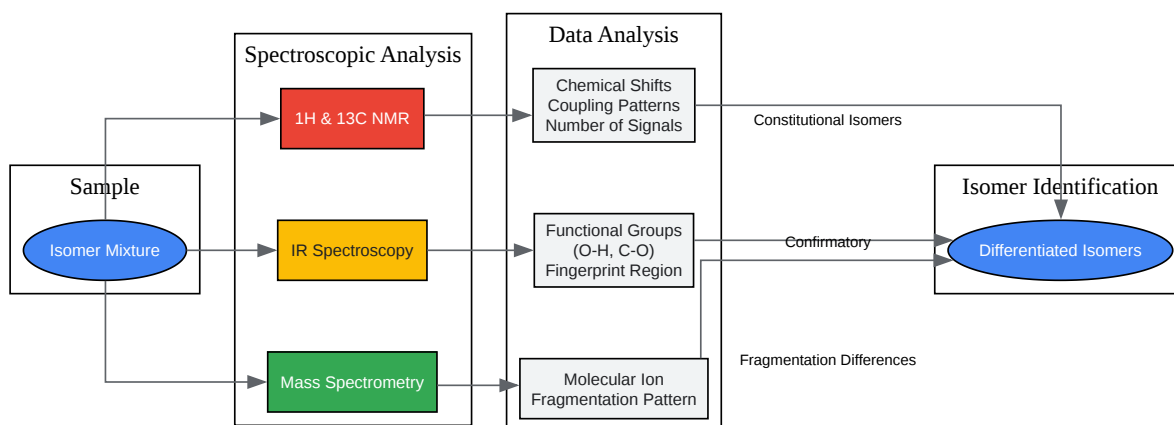 Sample
Isomer Mixture
Spectroscopic Analysis
1H & 13C NMR
IR Spectroscopy
Mass Spectrometry
Data Analysis
Chemical Shifts
Coupling Patterns
Number of Signals
Functional Groups
(O-H, C-O)
Fingerprint Region
Molecular Ion
Fragmentation Pattern
Constitutional Isomers
Confirmatory
Fragmentation Differences
Isomer Identification
Differentiated Isomers